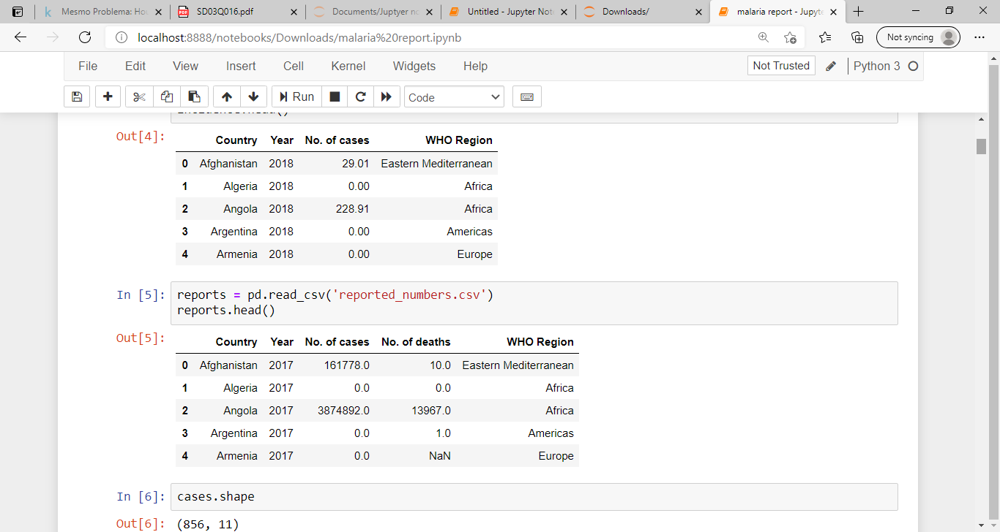 Mesmo Problema: Ho
SD03Q016.pdf
Documents/Juptyer no
Untitled - Jupyter Not
Downloads/
malaria report - Jupyt
localhost:8888/notebooks/Downloads/malaria%20report.ipynb
Not syncing
File Edit View Insert Cell Kernel Widgets Help
Not Trusted
Python 3
Run
Code
Out[4]:
Country Year No. of cases WHO Region
0 Afghanistan 2018 29.01 Eastern Mediterranean
1 Algeria 2018 0.00 Africa
2 Angola 2018 228.91 Africa
3 Argentina 2018 0.00 Americas
4 Armenia 2018 0.00 Europe
In [5]: reports = pd.read_csv('reported_numbers.csv')
reports.head()
Out[5]:
Country Year No. of cases No. of deaths WHO Region
0 Afghanistan 2017 161778.0 10.0 Eastern Mediterranean
1 Algeria 2017 0.0 0.0 Africa
2 Angola 2017 3874892.0 13967.0 Africa
3 Argentina 2017 0.0 1.0 Americas
4 Armenia 2017 0.0 NaN Europe
In [6]: cases.shape
Out[6]: (856, 11)